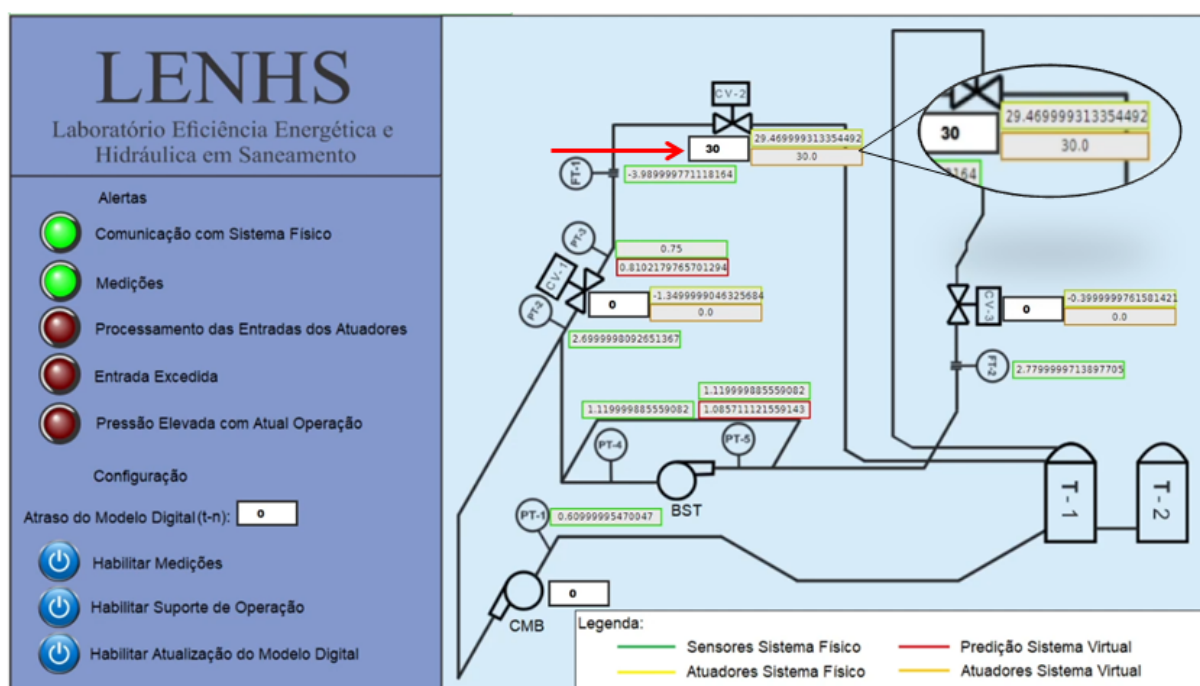 LENHS
Laboratório Eficiência Energética e
Hidráulica em Saneamento
Alertas
Comunicação com Sistema Físico
Medições
Processamento das Entradas dos Atuadores
Entrada Excedida
Pressão Elevada com Atual Operação
Configuração
Atraso do Modelo Digital (t-n): 0
Habilitar Medições
Habilitar Suporte de Operação
Habilitar Atualização do Modelo Digital
CV-2
30
29.469999313354492
30.0
30
29.469999313354492
30.0
164
FT-1
-3.989999771118164
PT-3
0.75
0.8102179765701294
CV-1
0
-1.3499999046325684
0.0
PT-2
2.6999998092651367
CV-3
0
-0.3999999761581421
0.0
FT-2
2.7799999713897705
1.119999885559082
1.119999885559082
1.085711121559143
PT-4
PT-5
BST
T-1
T-2
PT-1
0.60999995470047
CMB
0
Legenda:
Sensores Sistema Físico
Predição Sistema Virtual
Atuadores Sistema Físico
Atuadores Sistema Virtual